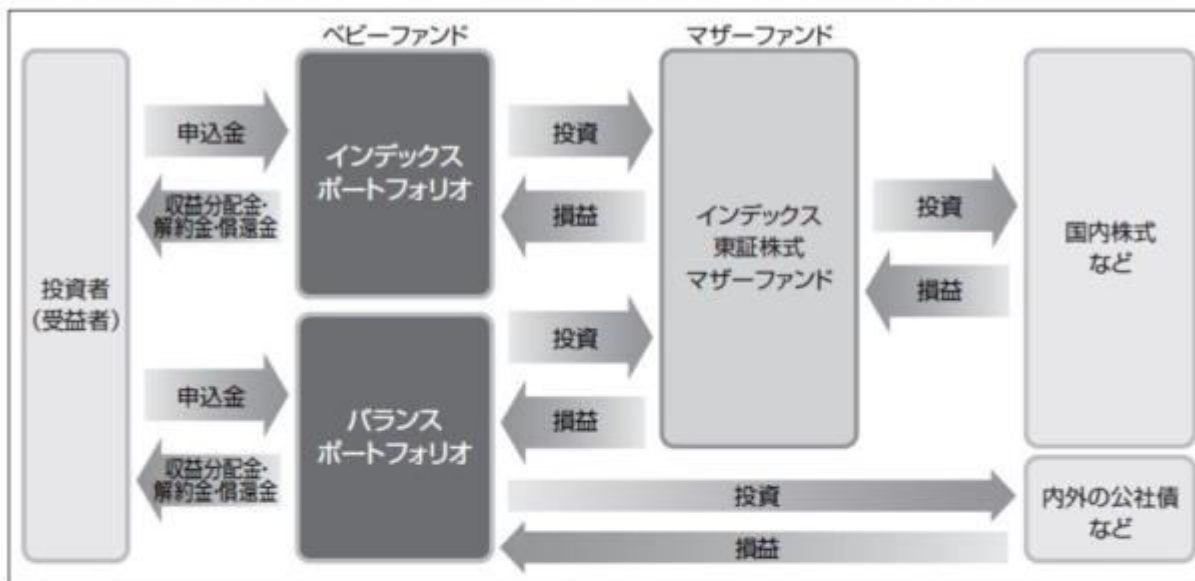 ベビーファンド
マザーファンド
投資者
(受益者)
申込金
収益分配金・
解約金・償還金
インデックス
ポートフォリオ
投資
損益
申込金
収益分配金・
解約金・償還金
バランス
ポートフォリオ
投資
損益
インデックス
東証株式
マザーファンド
投資
損益
国内株式
など
投資
損益
内外の公社債
など